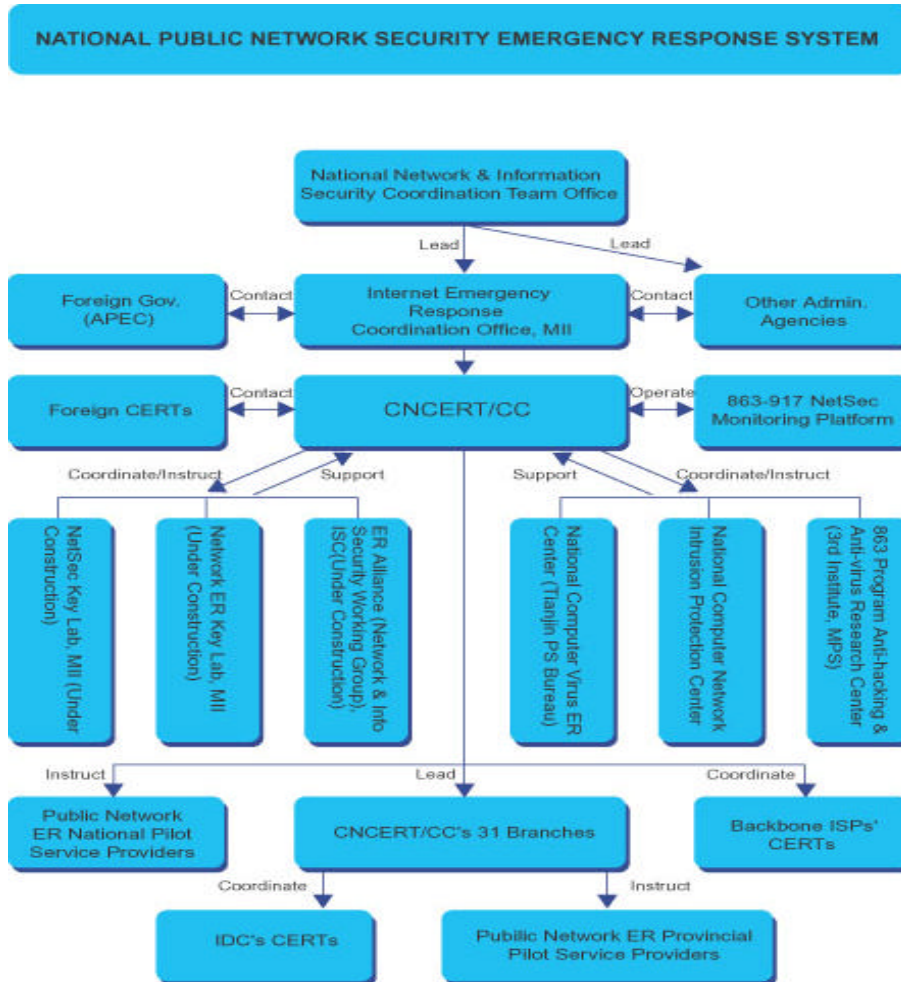 NATIONAL PUBLIC NETWORK SECURITY EMERGENCY RESPONSE SYSTEM
National Network & Information
Security Coordination Team Office
Lead
Lead
Foreign Gov.
(APEC)
Contact
Internet Emergency
Response
Coordination Office, MII
Contact
Other Admin.
Agencies
Foreign CERTs
Contact
CNCERT/CC
Operate
863-917 NetSec
Monitoring Platform
Coordinate/Instruct
Support
Support
Coordinate/Instruct
NetSec Key Lab, MII (Under
Construction)
Network ER Key Lab, MII
(Under Construction)
ER Alliance (Network & Info
Security Working Group),
ISC(Under Construction)
National Computer Virus ER
Center (Tianjin PS Bureau)
National Computer Network
Intrusion Protection Center
863 Program Anti-hacking &
Anti-virus Research Center
(3rd Institute, MPS)
Instruct
Lead
Coordinate
Public Network
ER National Pilot
Service Providers
CNCERT/CC's 31 Branches
Backbone ISPs'
CERTs
Coordinate
Instruct
IDC's CERTs
Pubilic Network ER Provincial
Pilot Service Providers